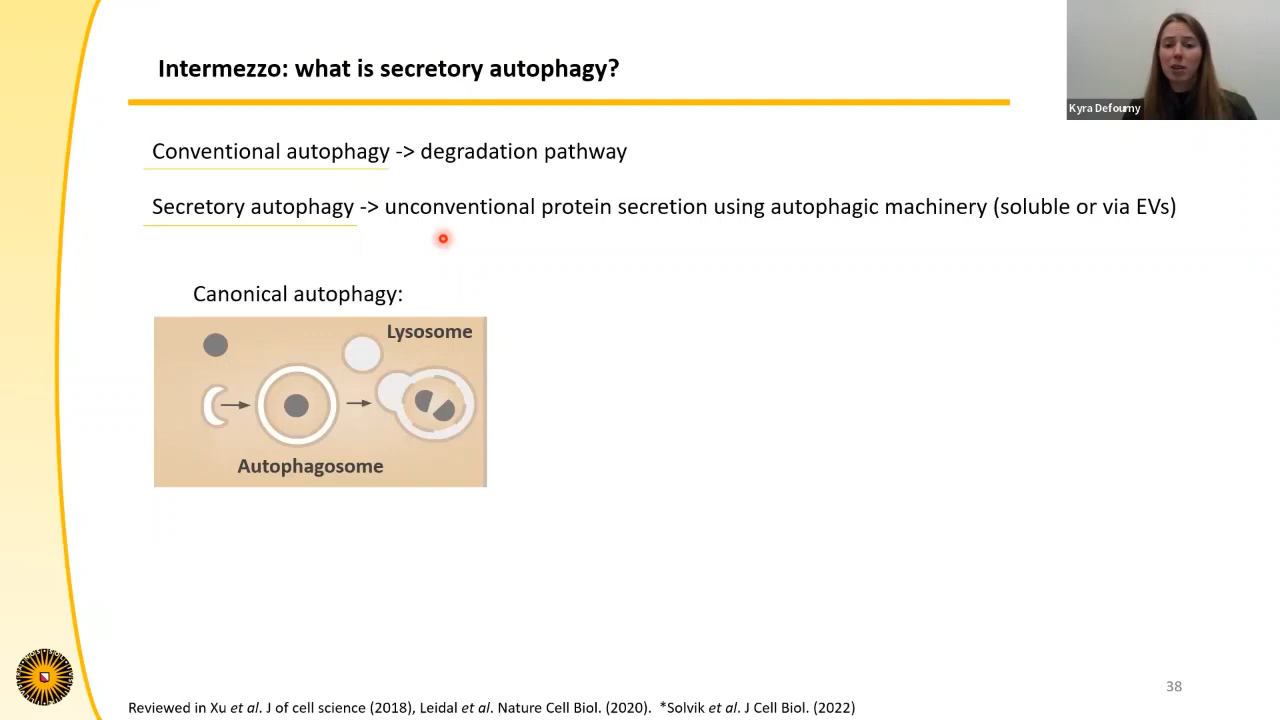 Intermezzo: what is secretory autophagy?
Kyra Defourny
Conventional autophagy -> degradation pathway
Secretory autophagy -> unconventional protein secretion using autophagic machinery (soluble or via EVs)
Canonical autophagy:
Lysosome
Autophagosome
38
Reviewed in Xu et al. J of cell science (2018), Leidal et al. Nature Cell Biol. (2020).  *Solvik et al. J Cell Biol. (2022)